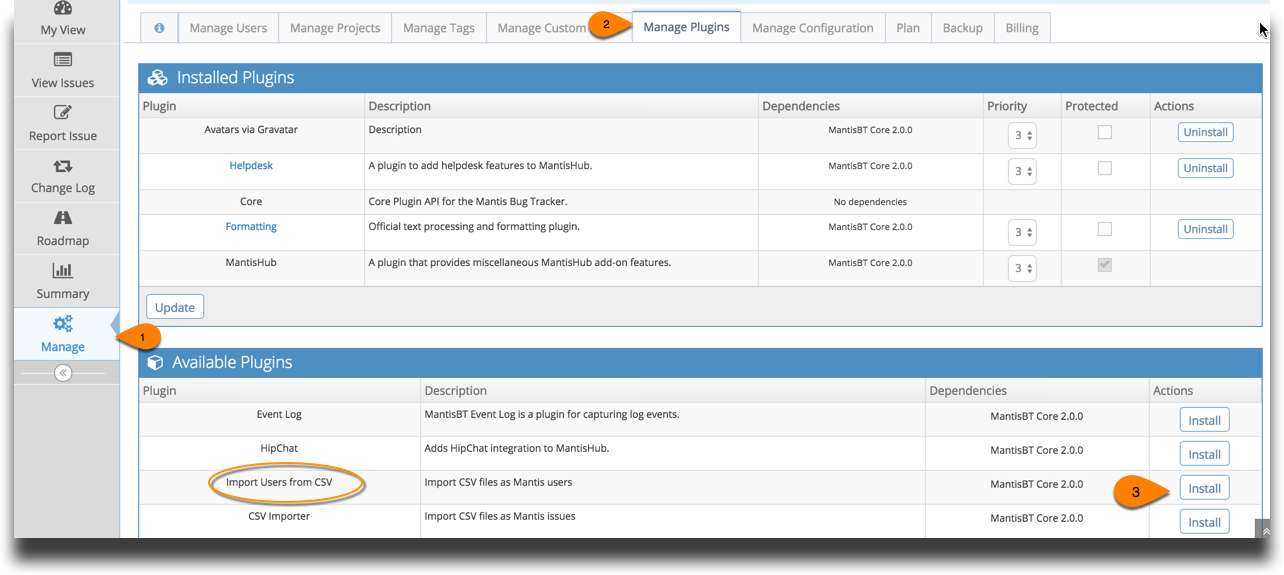 My View
View Issues
Report Issue
Change Log
Roadmap
Summary
Manage
1
Manage Users Manage Projects Manage Tags Manage Custom 2 Manage Plugins Manage Configuration Plan Backup Billing
Installed Plugins
Plugin Description Dependencies Priority Protected Actions
Avatars via Gravatar Description MantisBT Core 2.0.0 3 Uninstall
Helpdesk A plugin to add helpdesk features to MantisHub. MantisBT Core 2.0.0 3 Uninstall
Core Core Plugin API for the Mantis Bug Tracker. No dependencies
Formatting Official text processing and formatting plugin. MantisBT Core 2.0.0 3 Uninstall
MantisHub A plugin that provides miscellaneous MantisHub add-on features. MantisBT Core 2.0.0 3
Update
Available Plugins
Plugin Description Dependencies Actions
Event Log MantisBT Event Log is a plugin for capturing log events. MantisBT Core 2.0.0 Install
HipChat Adds HipChat integration to MantisHub. MantisBT Core 2.0.0 Install
Import Users from CSV Import CSV files as Mantis users MantisBT Core 2.0.0 3 Install
CSV Importer Import CSV files as Mantis issues MantisBT Core 2.0.0 Install